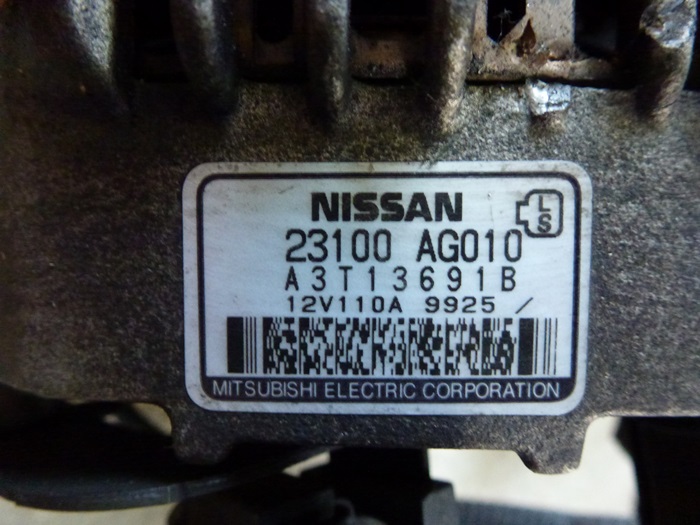 NISSAN
L
S
23100 AG010
A3T13691B
12V110A 9925 /
MITSUBISHI ELECTRIC CORPORATION